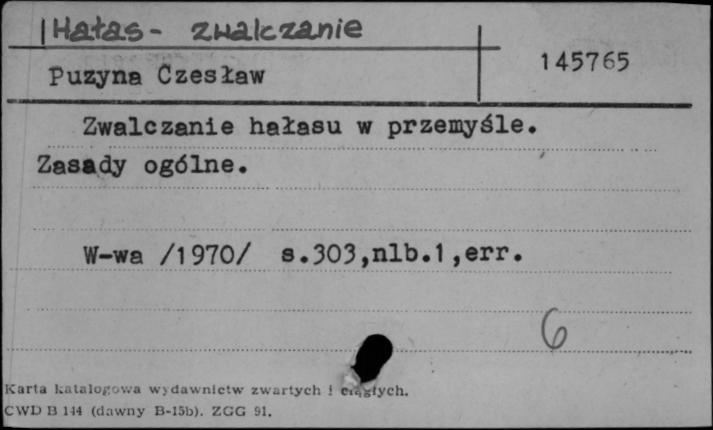 Hałas - zwalczanie
Puzyna Czesław
145765
Zwalczanie hałasu w przemyśle.
Zasady ogólne.
W-wa /1970/ s.303,nlb.1,err.
6
Karta katalogowa wydawnictw zwartych i ciągłych.
CWD B 144 (dawny B-15b). ZGG 91.